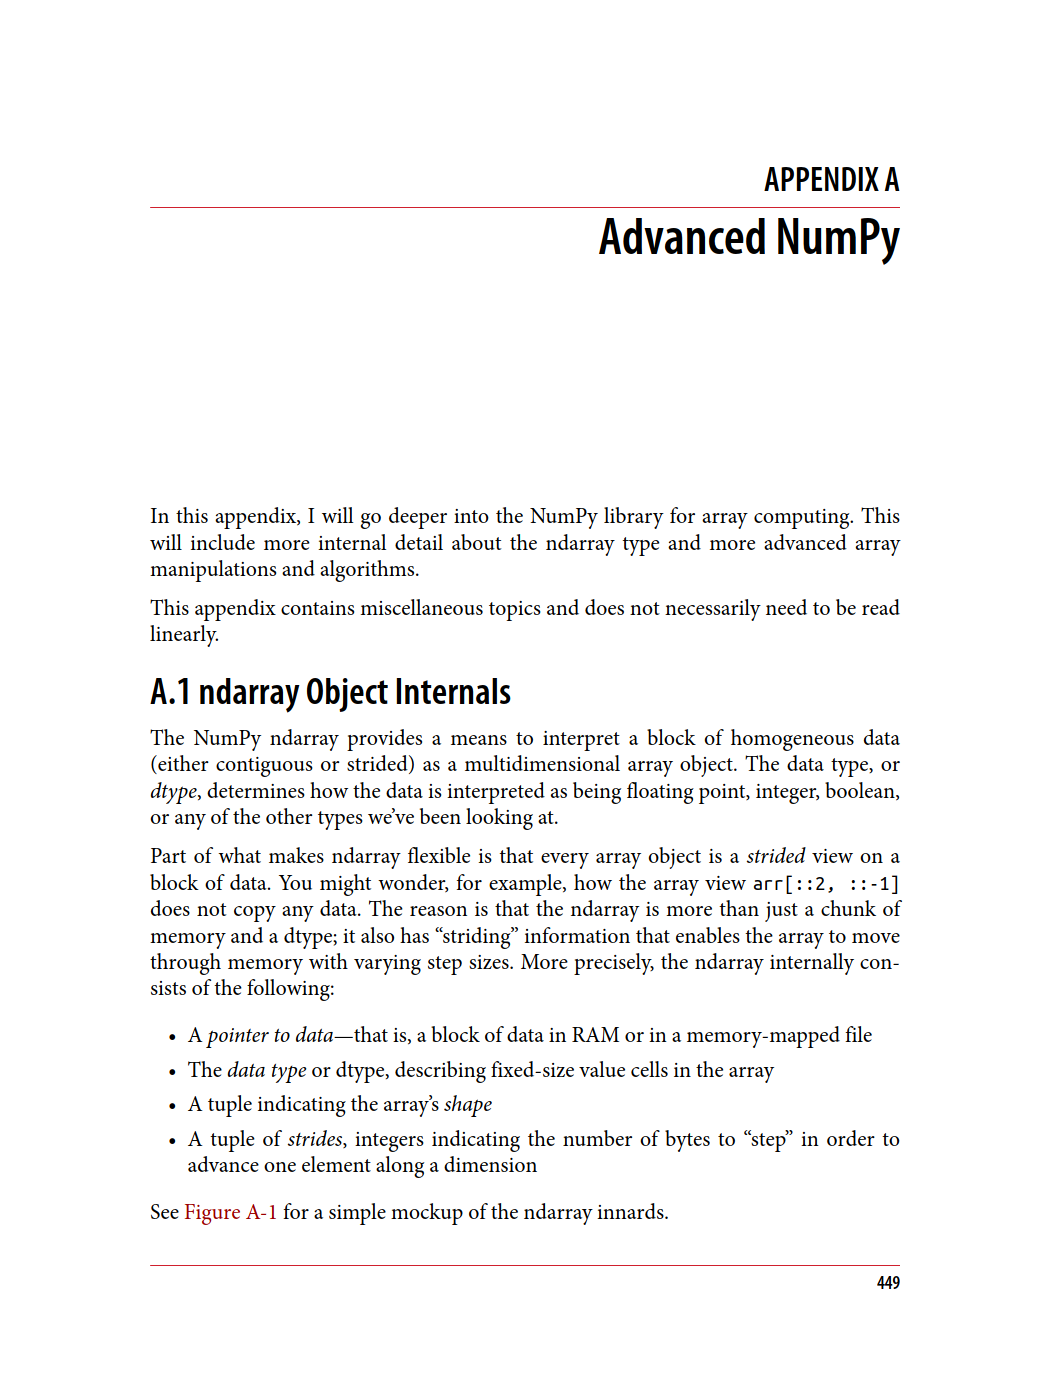 APPENDIX A
Advanced NumPy
In this appendix, I will go deeper into the NumPy library for array computing. This
will include more internal detail about the ndarray type and more advanced array
manipulations and algorithms.
This appendix contains miscellaneous topics and does not necessarily need to be read
linearly.
A.1 ndarray Object Internals
The NumPy ndarray provides a means to interpret a block of homogeneous data
(either contiguous or strided) as a multidimensional array object. The data type, or
dtype, determines how the data is interpreted as being floating point, integer, boolean,
or any of the other types we’ve been looking at.
Part of what makes ndarray flexible is that every array object is a strided view on a
block of data. You might wonder, for example, how the array view arr[::2, ::-1]
does not copy any data. The reason is that the ndarray is more than just a chunk of
memory and a dtype; it also has “striding” information that enables the array to move
through memory with varying step sizes. More precisely, the ndarray internally con-
sists of the following:
• A pointer to data—that is, a block of data in RAM or in a memory-mapped file
• The data type or dtype, describing fixed-size value cells in the array
• A tuple indicating the array’s shape
• A tuple of strides, integers indicating the number of bytes to “step” in order to
advance one element along a dimension
See Figure A-1 for a simple mockup of the ndarray innards.
449